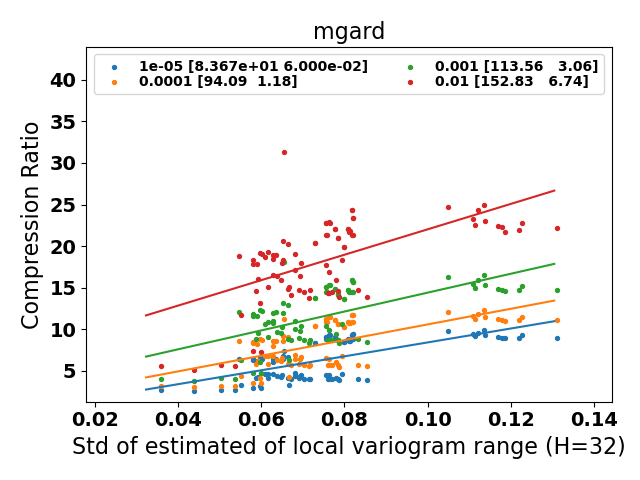 mgard
1e-05 [8.367e+01 6.000e-02]
0.0001 [94.09  1.18]
0.001 [113.56   3.06]
0.01 [152.83   6.74]
Compression Ratio
40
35
30
25
20
15
10
5
0.02 0.04 0.06 0.08 0.10 0.12 0.14
Std of estimated of local variogram range (H=32)